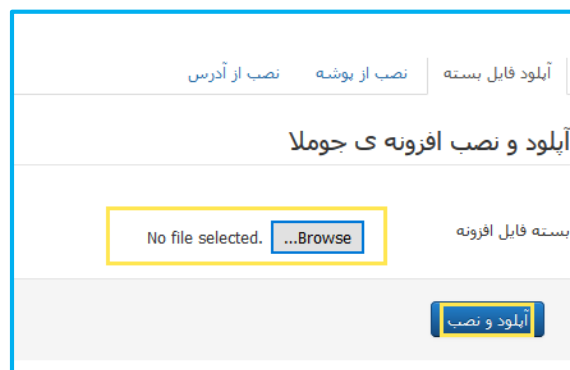 آپلود فایل بسته نصب از پوشه نصب از آدرس
آپلود و نصب افزونه ی جوملا
بسته فایل افزونه Browse... No file selected.
آپلود و نصب